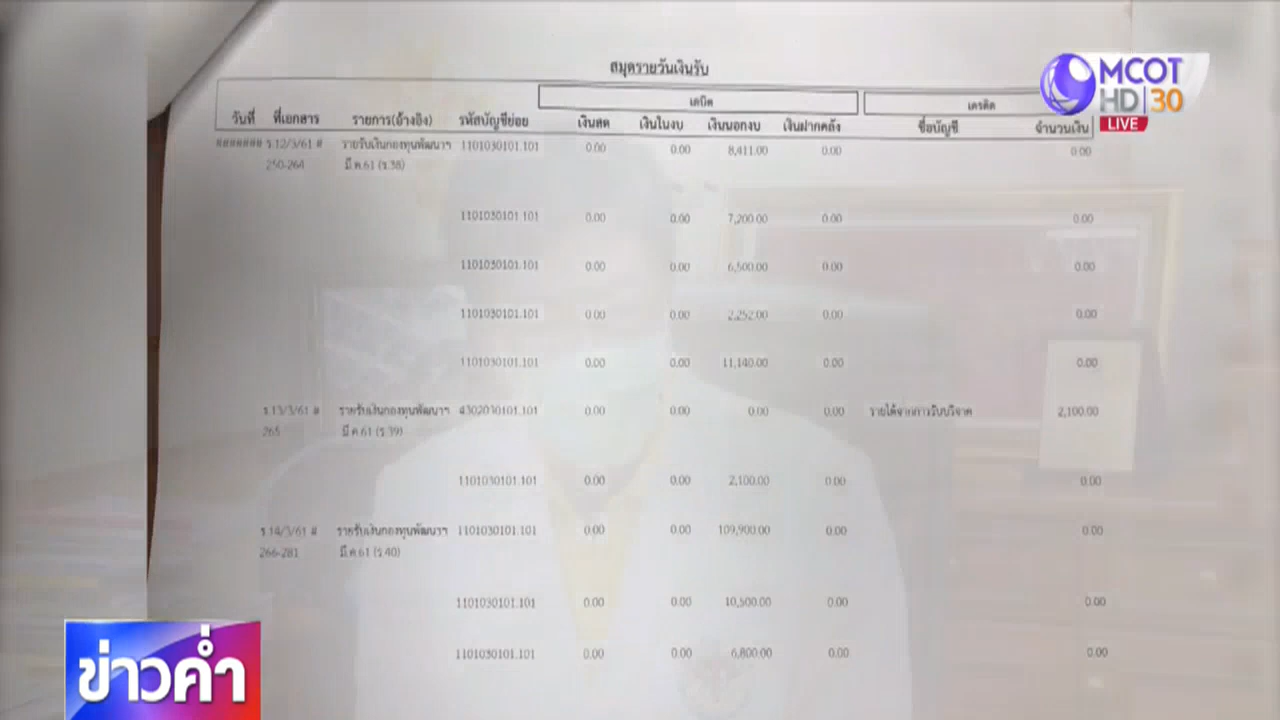 สมุดรายวันเงินรับ
MCOT
HD 30
LIVE
เดบิต เครดิต
วันที่ ที่เอกสาร รายการ(อ้างอิง) รหัสบัญชีย่อย เงินสด เงินในงบ เงินนอกงบ เงินฝากคลัง ชื่อบัญชี จำนวนเงิน
####### ร.12/3/61 # รายรับเงินกองทุนพัฒนาฯ 1101030101.101 0.00 0.00 8,411.00 0.00 0.00
250-264 มี.ค.61 (ร.38)
1101030101.101 0.00 0.00 7,200.00 0.00 0.00
1101030101.101 0.00 0.00 6,500.00 0.00 0.00
1101030101.101 0.00 0.00 2,252.00 0.00 0.00
1101030101.101 0.00 0.00 11,140.00 0.00 0.00
ร.13/3/61 # รายรับเงินกองทุนพัฒนาฯ 4302030101.101 0.00 0.00 0.00 0.00 รายได้จากการรับบริจาค 2,100.00
265 มี.ค.61 (ร.39)
1101030101.101 0.00 0.00 2,100.00 0.00 0.00
ร.14/3/61 # รายรับเงินกองทุนพัฒนาฯ 1101030101.101 0.00 0.00 109,900.00 0.00 0.00
266-281 มี.ค.61 (ร.40)
1101030101.101 0.00 0.00 10,500.00 0.00 0.00
1101030101.101 0.00 0.00 6,800.00 0.00 0.00
ข่าวค่ำ